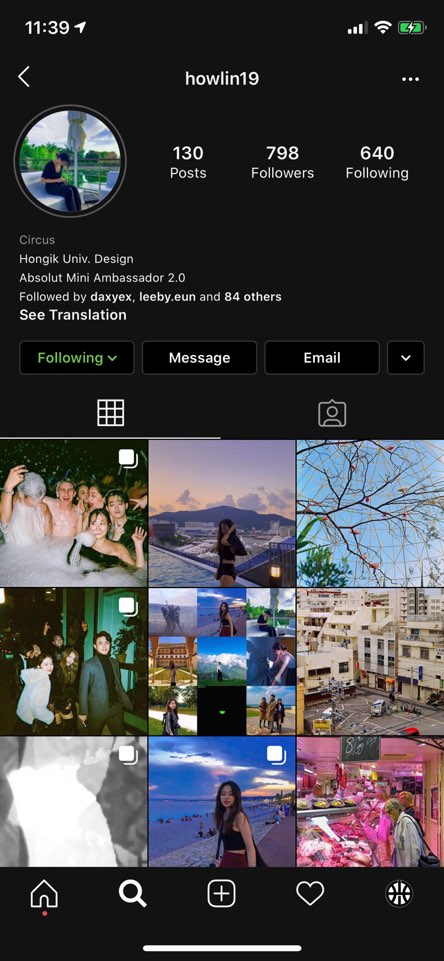 11:39
howlin19
130
Posts
798
Followers
640
Following
Circus
Hongik Univ. Design
Absolut Mini Ambassador 2.0
Followed by daxyex, leeby.eun and 84 others
See Translation
Following
Message
Email